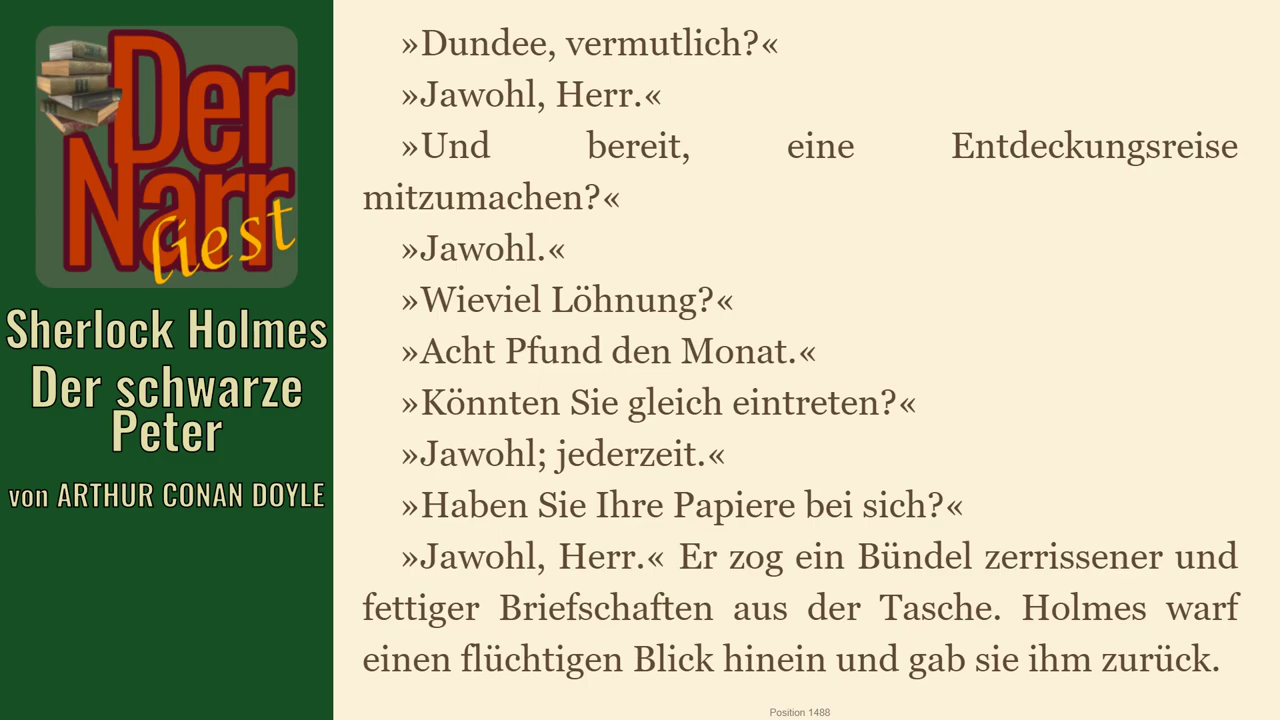 Der
Narr
liest
Sherlock Holmes
Der schwarze
Peter
von ARTHUR CONAN DOYLE
»Dundee, vermutlich?«
»Jawohl, Herr.«
»Und bereit, eine Entdeckungsreise
mitzumachen?«
»Jawohl.«
»Wieviel Löhnung?«
»Acht Pfund den Monat.«
»Könnten Sie gleich eintreten?«
»Jawohl; jederzeit.«
»Haben Sie Ihre Papiere bei sich?«
»Jawohl, Herr.« Er zog ein Bündel zerrissener und
fettiger Briefschaften aus der Tasche. Holmes warf
einen flüchtigen Blick hinein und gab sie ihm zurück.
Position 1488